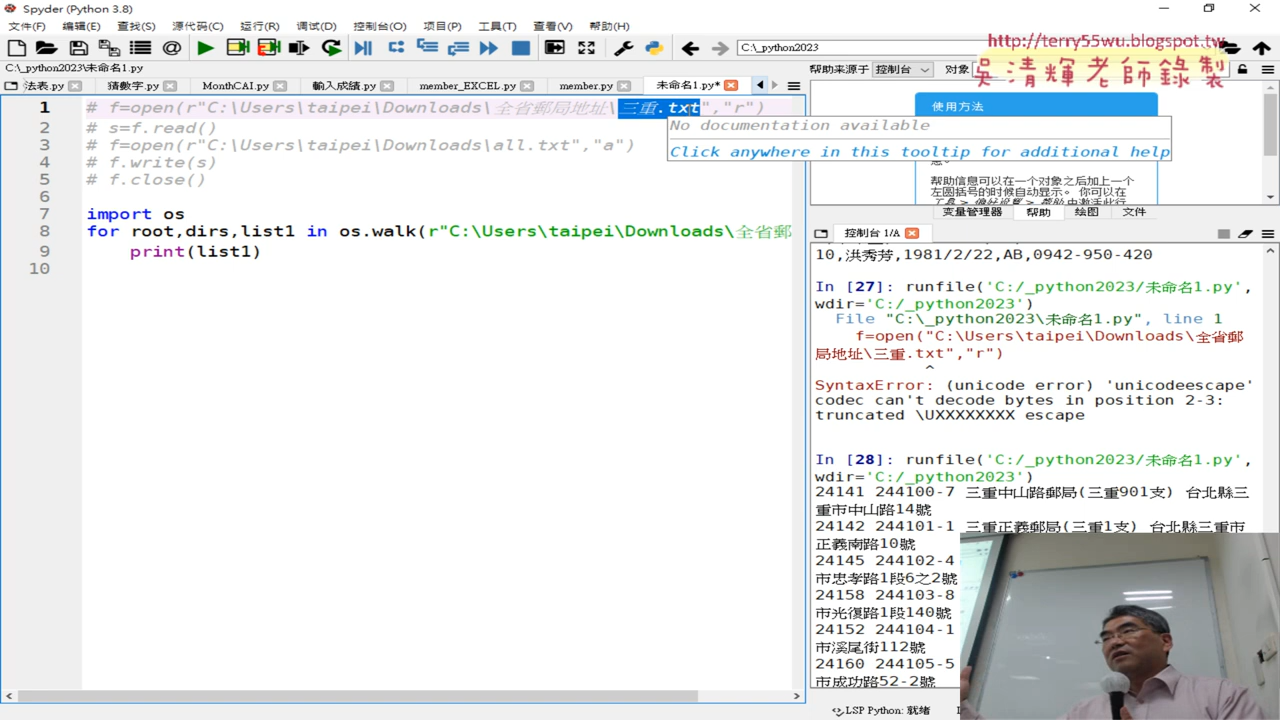 Spyder (Python 3.8)
文件(F) 编辑(E) 查找(S) 源代码(C) 运行(R) 调试(D) 控制台(O) 项目(P) 工具(T) 查看(V) 帮助(H)
C:\_python2023
http://terry55wu.blogspot.tw
吳清輝老師錄製
C:\_python2023\未命名1.py
法表.py 猜數字.py MonthCAI.py 輸入成績.py member_EXCEL.py member.py 未命名1.py*
帮助来源于 控制台 对象
1 # f=open(r"C:\Users\taipei\Downloads\全省郵局地址\三重.txt","r")
2 # s=f.read()
3 # f=open(r"C:\Users\taipei\Downloads\all.txt","a")
4 # f.write(s)
5 # f.close()
6
7 import os
8 for root,dirs,list1 in os.walk(r"C:\Users\taipei\Downloads\全省郵
9 print(list1)
10
No documentation available
Click anywhere in this tooltip for additional help
使用方法
帮助信息可以在一个对象之后加上一个
左圆括号的时候自动显示。 你可以在
变量管理器 帮助 绘图 文件
控制台 1/A
10,洪秀芳,1981/2/22,AB,0942-950-420
In [27]: runfile('C:/_python2023/未命名1.py',
wdir='C:/_python2023')
File "C:\_python2023\未命名1.py", line 1
f=open("C:\Users\taipei\Downloads\全省郵
局地址\三重.txt","r")
^
SyntaxError: (unicode error) 'unicodeescape'
codec can't decode bytes in position 2-3:
truncated \UXXXXXXXX escape
In [28]: runfile('C:/_python2023/未命名1.py',
wdir='C:/_python2023')
24141 244100-7 三重中山路郵局(三重901支) 台北縣三
重市中山路14號
24142 244101-1 三重正義郵局(三重1支) 台北縣三重市
正義南路10號
24145 244102-4
市忠孝路1段6之2號
24158 244103-8
市光復路1段140號
24152 244104-1
市溪尾街112號
24160 244105-5
市成功路52-2號
LSP Python: 就绪